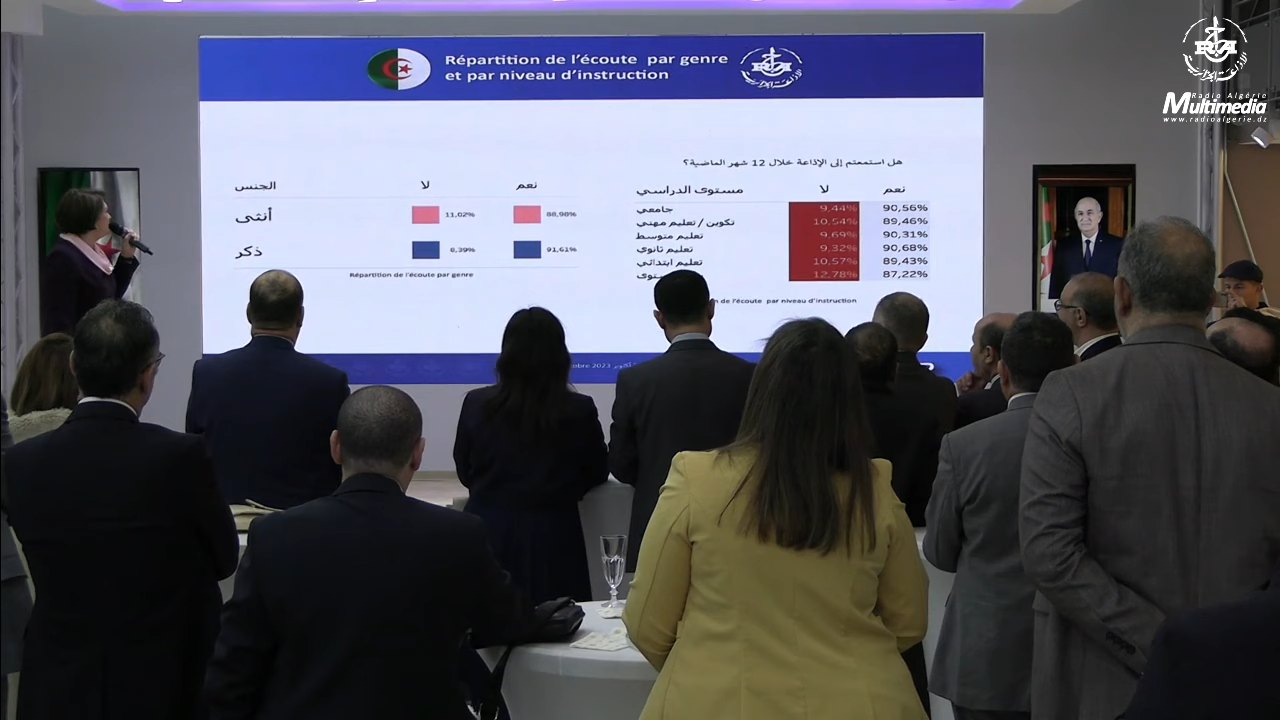 Répartition de l'écoute par genre
et par niveau d'instruction
RA
RA
Radio Algérie
Multimedia
www.radioalgerie.dz
هل استمعتم إلى الإذاعة خلال 12 شهر الماضية؟
الجنس لا نعم
أنثى 11,02% 88,98%
ذكر 8,39% 91,61%
Répartition de l'écoute par genre
مستوى الدراسي لا نعم
جامعي 9,44% 90,56%
تكوين / تعليم مهني 10,54% 89,46%
تعليم متوسط 9,69% 90,31%
تعليم ثانوي 9,32% 90,68%
تعليم ابتدائي 10,57% 89,43%
12,78% 87,22%
de l'écoute par niveau d'instruction
2023